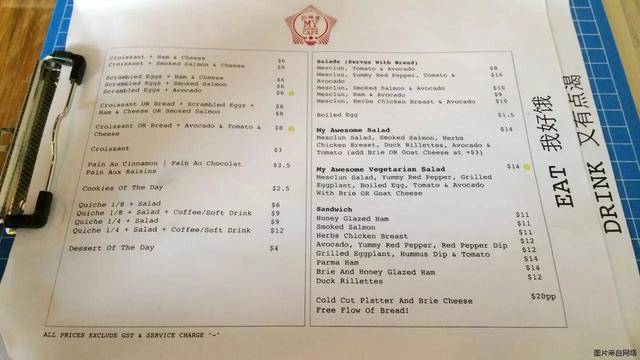 MY
CAFE
Croissant + Ham & Cheese $6
Croissant + Smoked Salmon & Cheese $8
Scrambled Eggs + Ham & Cheese $6
Scrambled Eggs + Smoked Salmon $6
Scrambled Eggs + Avocado $6
Croissant OR Bread + Scrambled Eggs + $8
Ham & Cheese OR Smoked Salmon $8
Croissant OR Bread + Avocado & Tomato & $8
Cheese
Croissant $3
Pain Au Cinnamon | Pain Au Chocolat $3.5
Pain Aux Raisins
Cookies Of The Day $2.5
Quiche 1/8 + Salad $6
Quiche 1/8 + Salad + Coffee/Soft Drink $9
Quiche 1/4 + Salad $9
Quiche 1/4 + Salad + Coffee/Soft Drink $12
Dessert Of The Day $4
Salads (Serves With Bread)
Mesclun, Tomato & Avocado $8
Mesclun, Yummy Red Pepper, Tomato & $10
Avocado
Mesclun, Smoked Salmon & Avocado $10
Mesclun, Ham & Avocado $9
Mesclun, Herbs Chicken Breast & Avocado $10
Boiled Egg $1.5
My Awesome Salad $14
Mesclun Salad, Smoked Salmon, Herbs
Chicken Breast, Duck Rillettes, Avocado &
Tomato (add Brie OR Goat Cheese at +$3)
My Awesome Vegetarian Salad $14
Mesclun Salad, Yummy Red Pepper, Grilled
Eggplant, Boiled Egg, Tomato & Avocado
With Brie OR Goat Cheese
Sandwich
Honey Glazed Ham $11
Smoked Salmon $11
Herbs Chicken Breast $11
Avocado, Yummy Red Pepper, Red Pepper Dip $12
Grilled Eggplant, Hummus Dip & Tomato $12
Parma Ham $14
Brie And Honey Glazed Ham $14
Duck Rillettes $12
Cold Cut Platter And Brie Cheese $20pp
Free Flow Of Bread!
ALL PRICES EXCLUDE GST & SERVICE CHARGE ^-^
EAT 我好饿
DRINK 又有点渴
图片来自网络